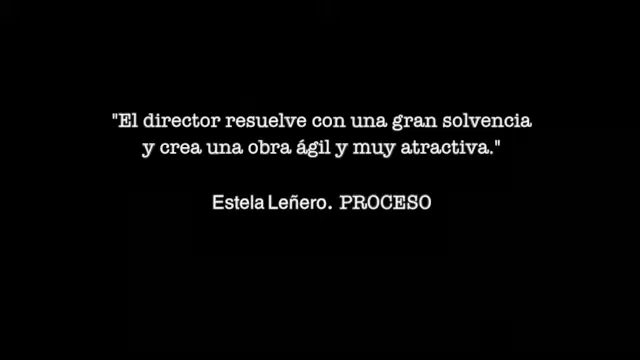 "El director resuelve con una gran solvencia
y crea una obra ágil y muy atractiva."
Estela Leñero. PROCESO